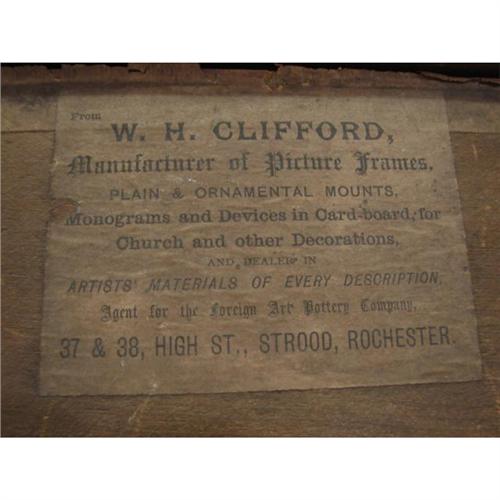 From
W. H. CLIFFORD,
Manufacturer of Picture Frames,
PLAIN & ORNAMENTAL MOUNTS,
Monograms and Devices in Card-board, for
Church and other Decorations,
AND DEALER IN
ARTISTS' MATERIALS OF EVERY DESCRIPTION,
Agent for the Foreign Art Pottery Company,
37 & 38, HIGH ST., STROOD, ROCHESTER.